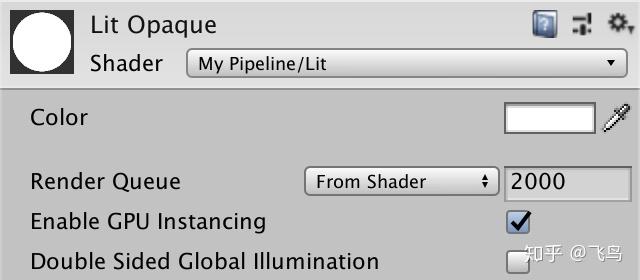 Lit Opaque
Shader My Pipeline/Lit
Color
Render Queue From Shader 2000
Enable GPU Instancing
Double Sided Global Illumination
知乎 @飞鸟